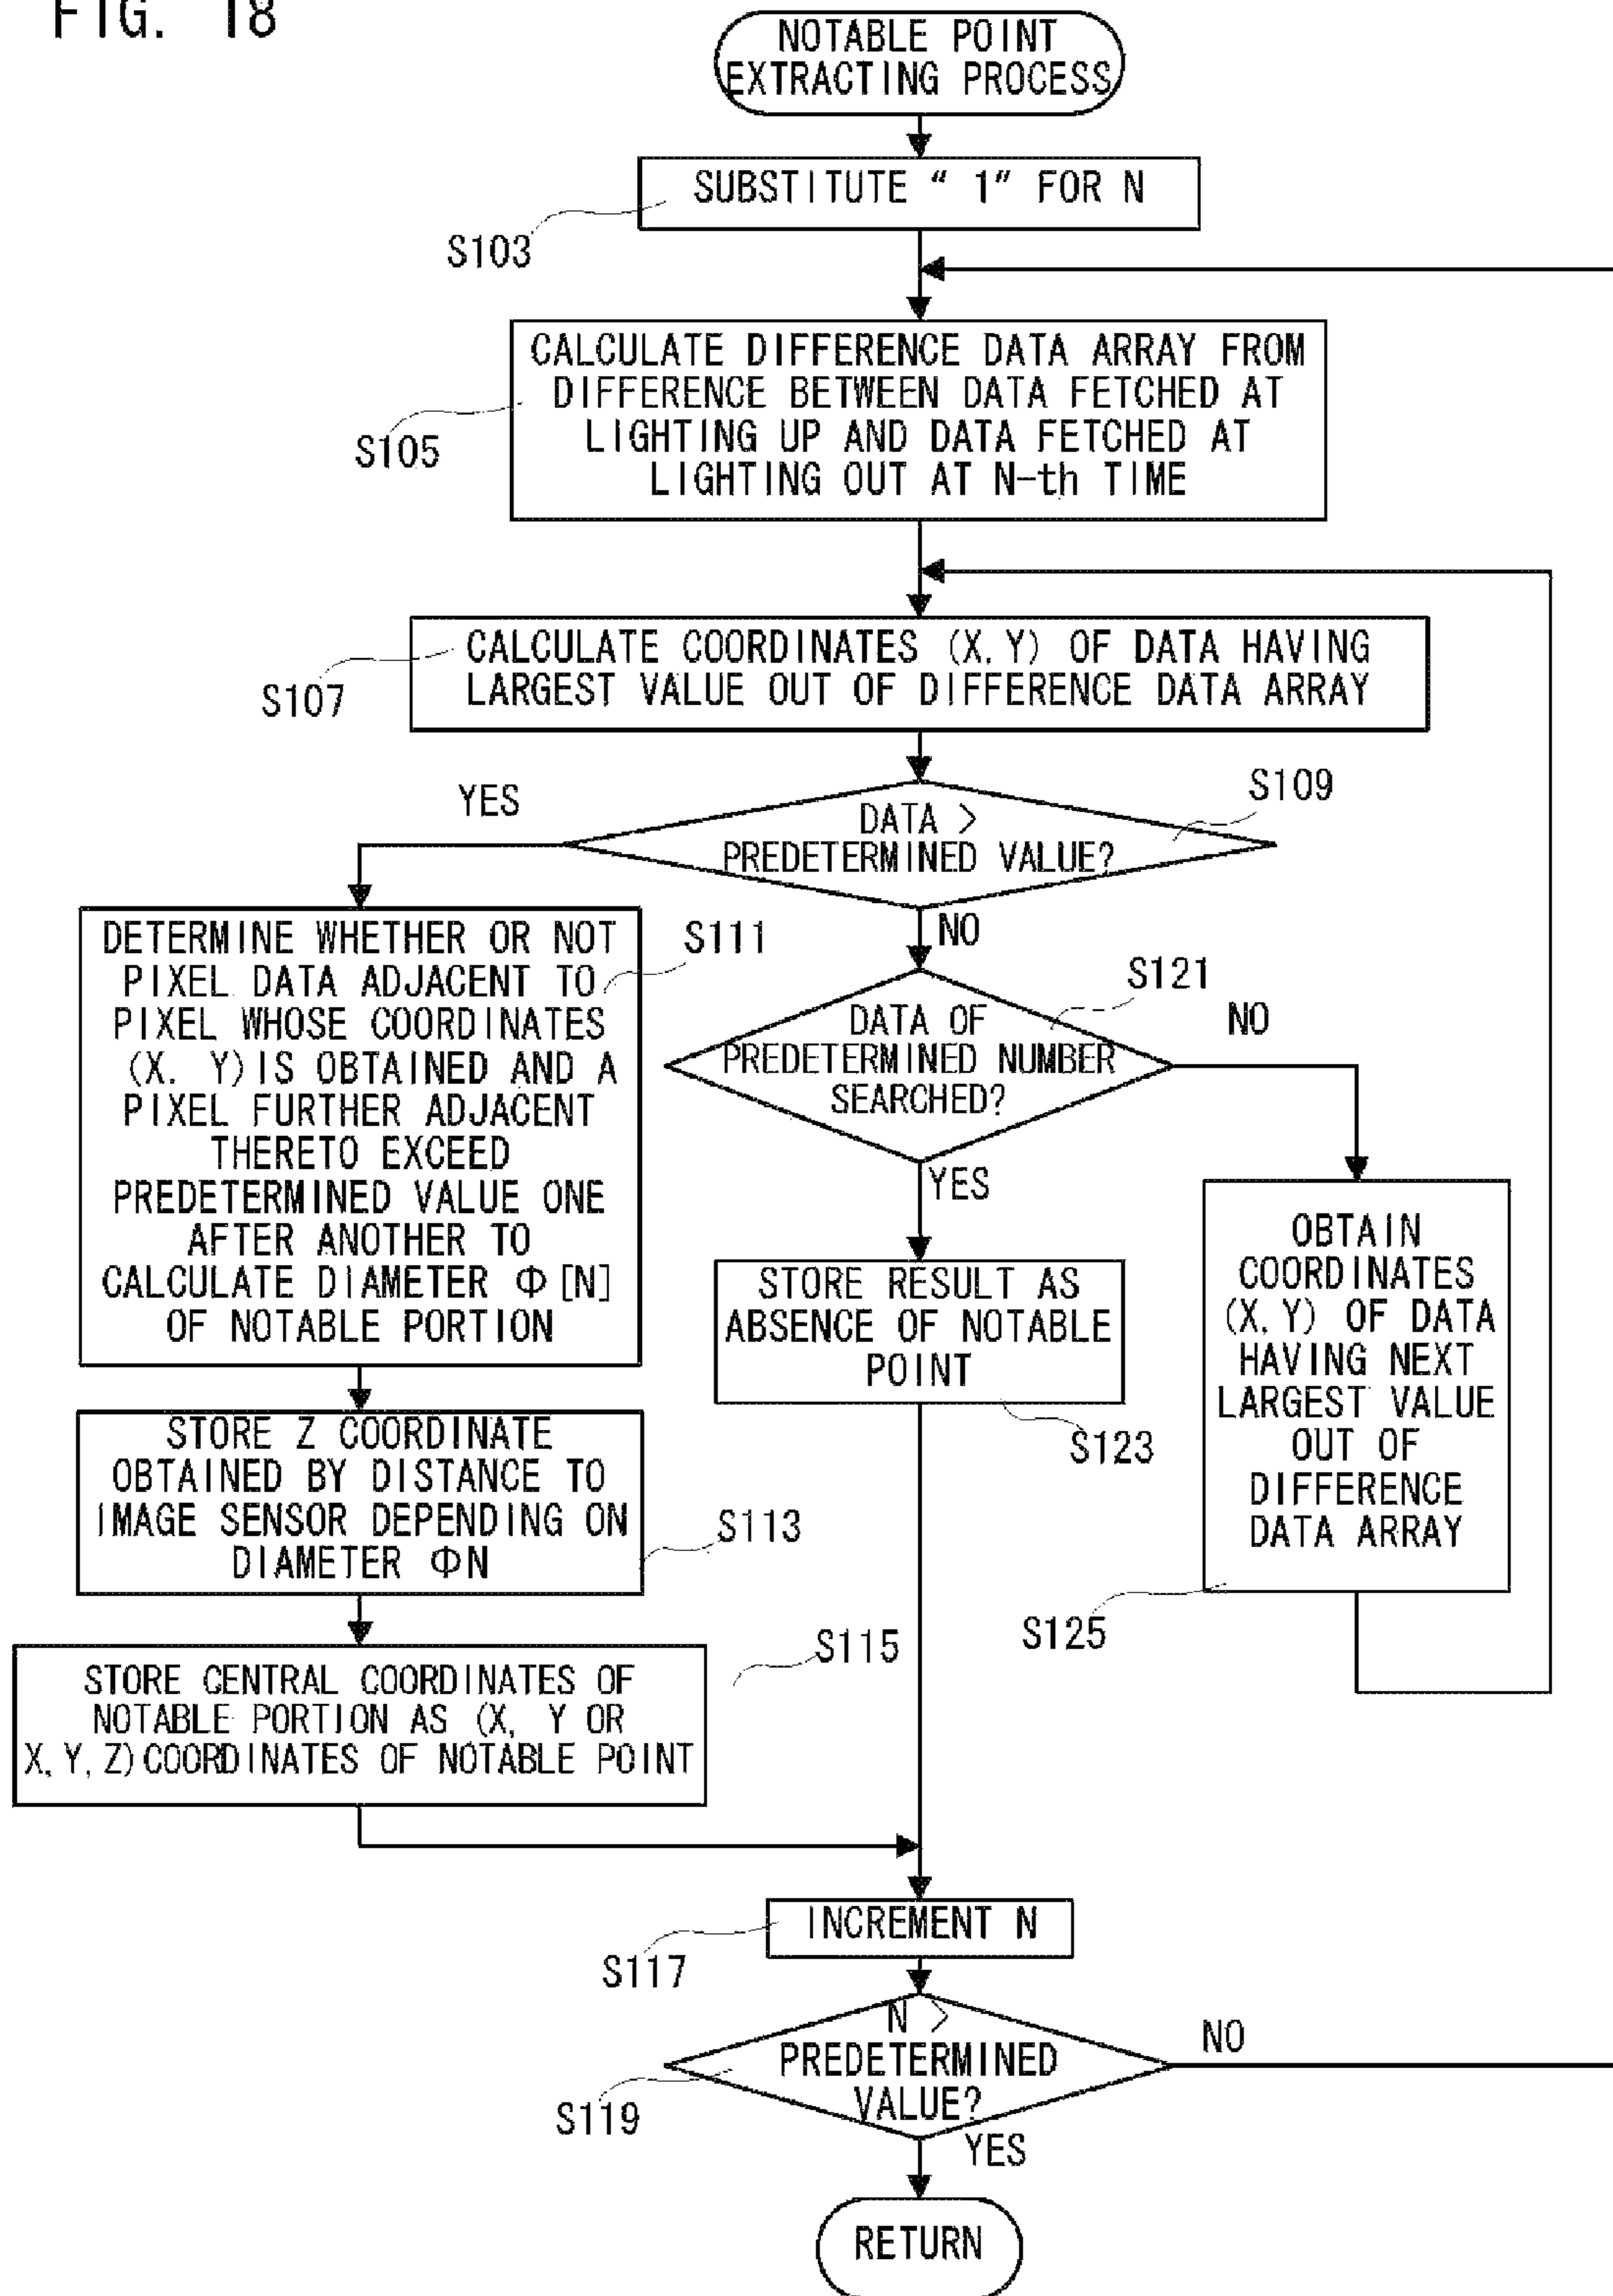 FIG. 18
NOTABLE POINT
EXTRACTING PROCESS
SUBSTITUTE “ 1” FOR N
S103
CALCULATE DIFFERENCE DATA ARRAY FROM
DIFFERENCE BETWEEN DATA FETCHED AT
LIGHTING UP AND DATA FETCHED AT
LIGHTING OUT AT N-th TIME
S105
CALCULATE COORDINATES (X, Y) OF DATA HAVING
LARGEST VALUE OUT OF DIFFERENCE DATA ARRAY
S107
DATA >
PREDETERMINED VALUE?
S109
YES
NO
DETERMINE WHETHER OR NOT
PIXEL DATA ADJACENT TO
PIXEL WHOSE COORDINATES
(X. Y) IS OBTAINED AND A
PIXEL FURTHER ADJACENT
THERETO EXCEED
PREDETERMINED VALUE ONE
AFTER ANOTHER TO
CALCULATE DIAMETER Φ[N]
OF NOTABLE PORTION
S111
DATA OF
PREDETERMINED NUMBER
SEARCHED?
S121
NO
YES
STORE RESULT AS
ABSENCE OF NOTABLE
POINT
S123
OBTAIN
COORDINATES
(X, Y) OF DATA
HAVING NEXT
LARGEST VALUE
OUT OF
DIFFERENCE
DATA ARRAY
S125
STORE Z COORDINATE
OBTAINED BY DISTANCE TO
IMAGE SENSOR DEPENDING ON
DIAMETER ΦN
S113
STORE CENTRAL COORDINATES OF
NOTABLE PORTION AS (X, Y OR
X, Y, Z) COORDINATES OF NOTABLE POINT
S115
INCREMENT N
S117
N >
PREDETERMINED
VALUE?
S119
NO
YES
RETURN